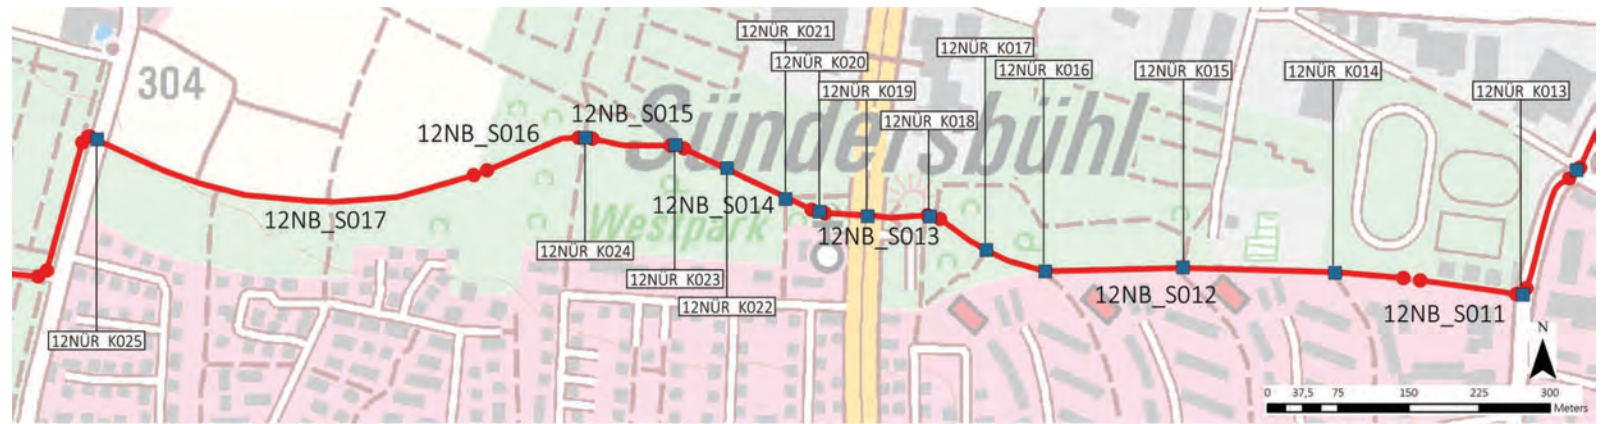 12NÜR_K021
12NÜR_K020
12NÜR_K019
12NÜR_K018
12NÜR_K017
12NÜR_K016
12NÜR_K015
12NÜR_K014
12NÜR_K013
304
Sündersbühl
12NB_S016
12NB_S015
12NB_S017
12NB_S014
Westpark
12NB_S013
12NÜR_K024
12NÜR_K023
12NÜR_K022
12NÜR_K025
12NB_S012
12NB_S011
N
0 37,5 75 150 225 300
Meters